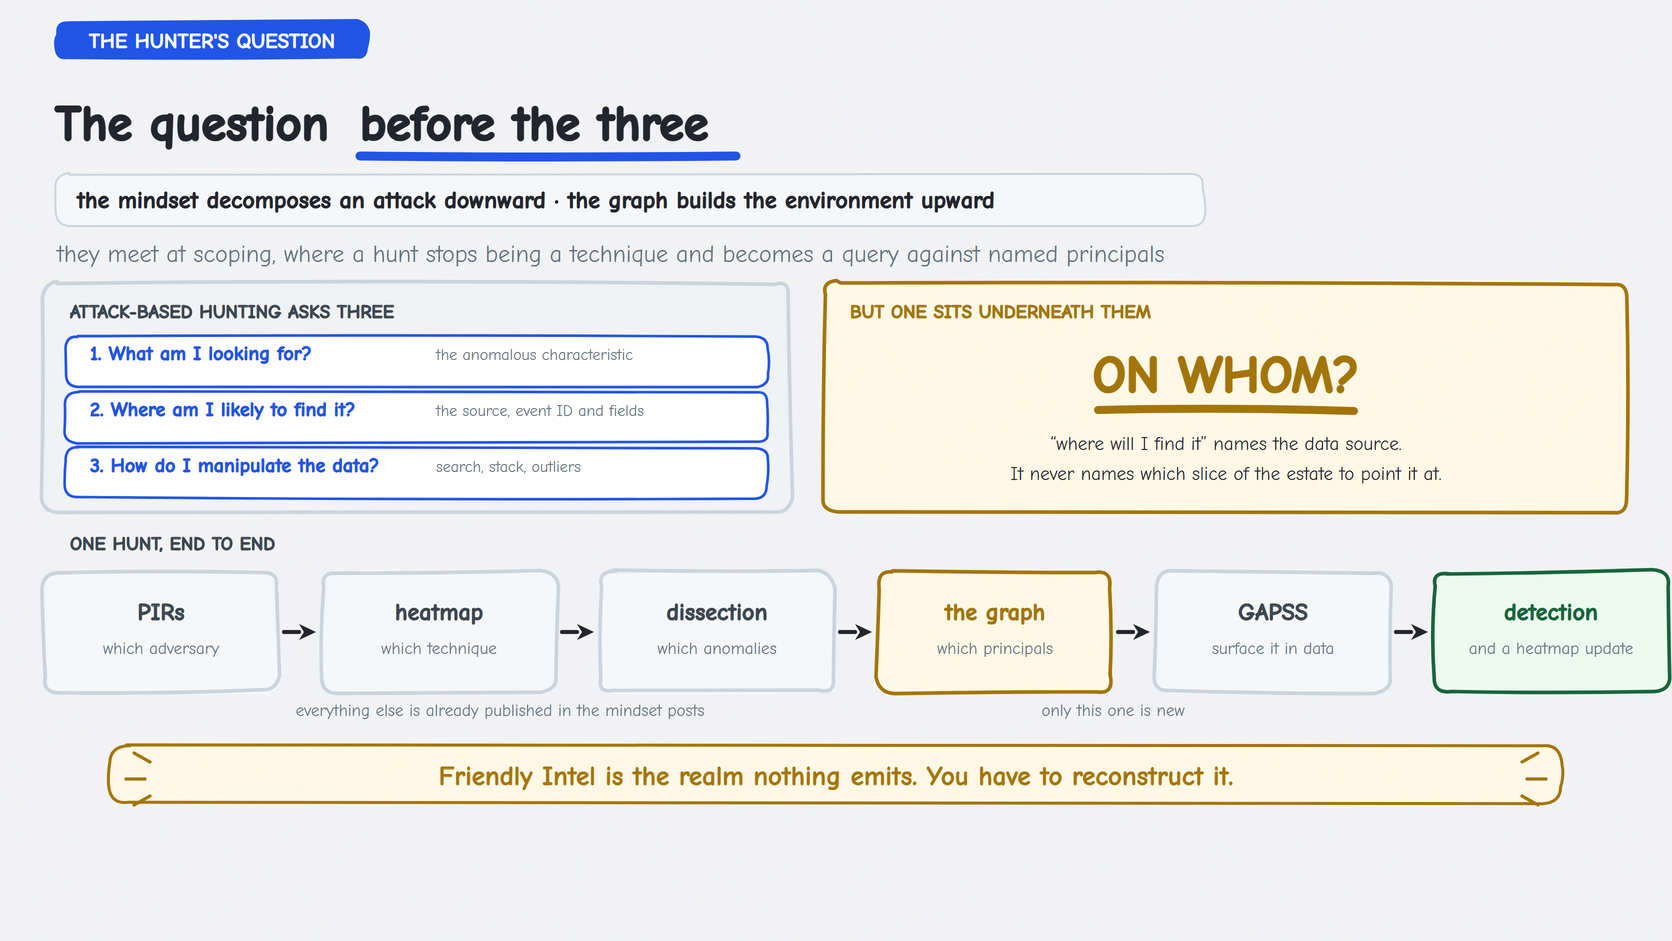 THE HUNTER'S QUESTION
The question before the three
the mindset decomposes an attack downward · the graph builds the environment upward
they meet at scoping, where a hunt stops being a technique and becomes a query against named principals
ATTACK-BASED HUNTING ASKS THREE
1. What am I looking for? the anomalous characteristic
2. Where am I likely to find it? the source, event ID and fields
3. How do I manipulate the data? search, stack, outliers
BUT ONE SITS UNDERNEATH THEM
ON WHOM?
“where will I find it” names the data source.
It never names which slice of the estate to point it at.
ONE HUNT, END TO END
PIRs
which adversary
heatmap
which technique
dissection
which anomalies
the graph
which principals
GAPSS
surface it in data
detection
and a heatmap update
everything else is already published in the mindset posts
only this one is new
Friendly Intel is the realm nothing emits. You have to reconstruct it.